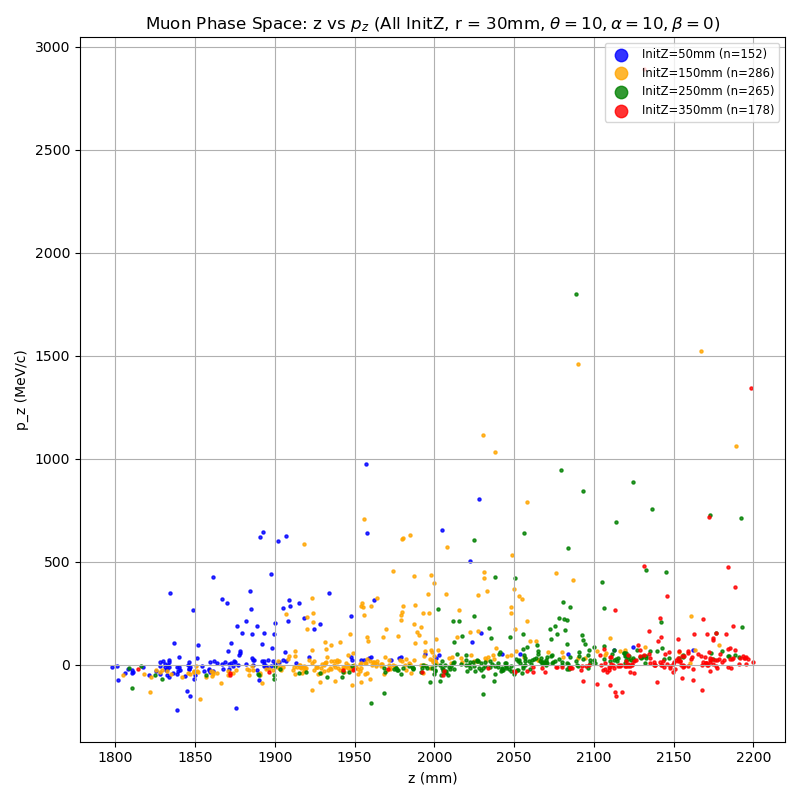 Muon Phase Space: z vs $p_z$ (All InitZ, r = 30mm, θ = 10, α = 10, β = 0)
InitZ=50mm (n=152)
InitZ=150mm (n=286)
InitZ=250mm (n=265)
InitZ=350mm (n=178)
3000
2500
2000
1500
1000
500
0
p_z (MeV/c)
1800 1850 1900 1950 2000 2050 2100 2150 2200
z (mm)